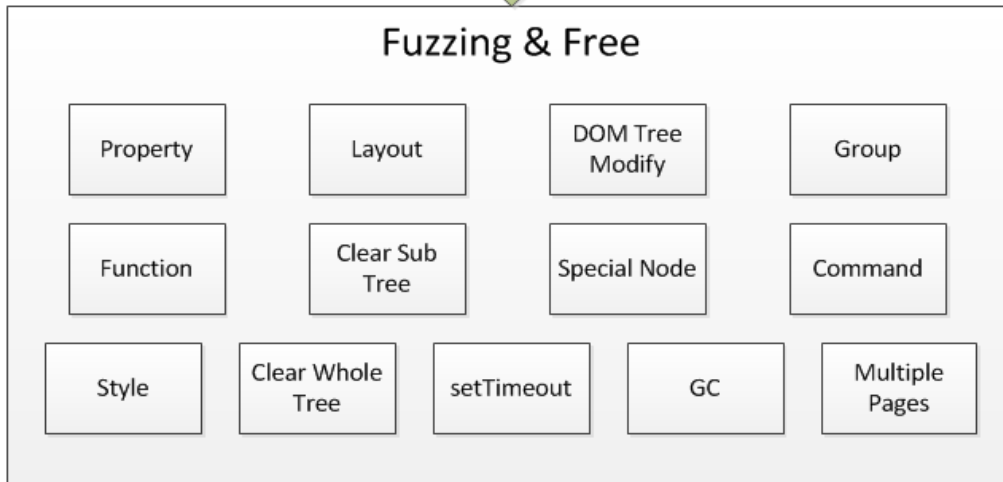 Fuzzing & Free
Property
Layout
DOM Tree
Modify
Group
Function
Clear Sub
Tree
Special Node
Command
Style
Clear Whole
Tree
setTimeout
GC
Multiple
Pages